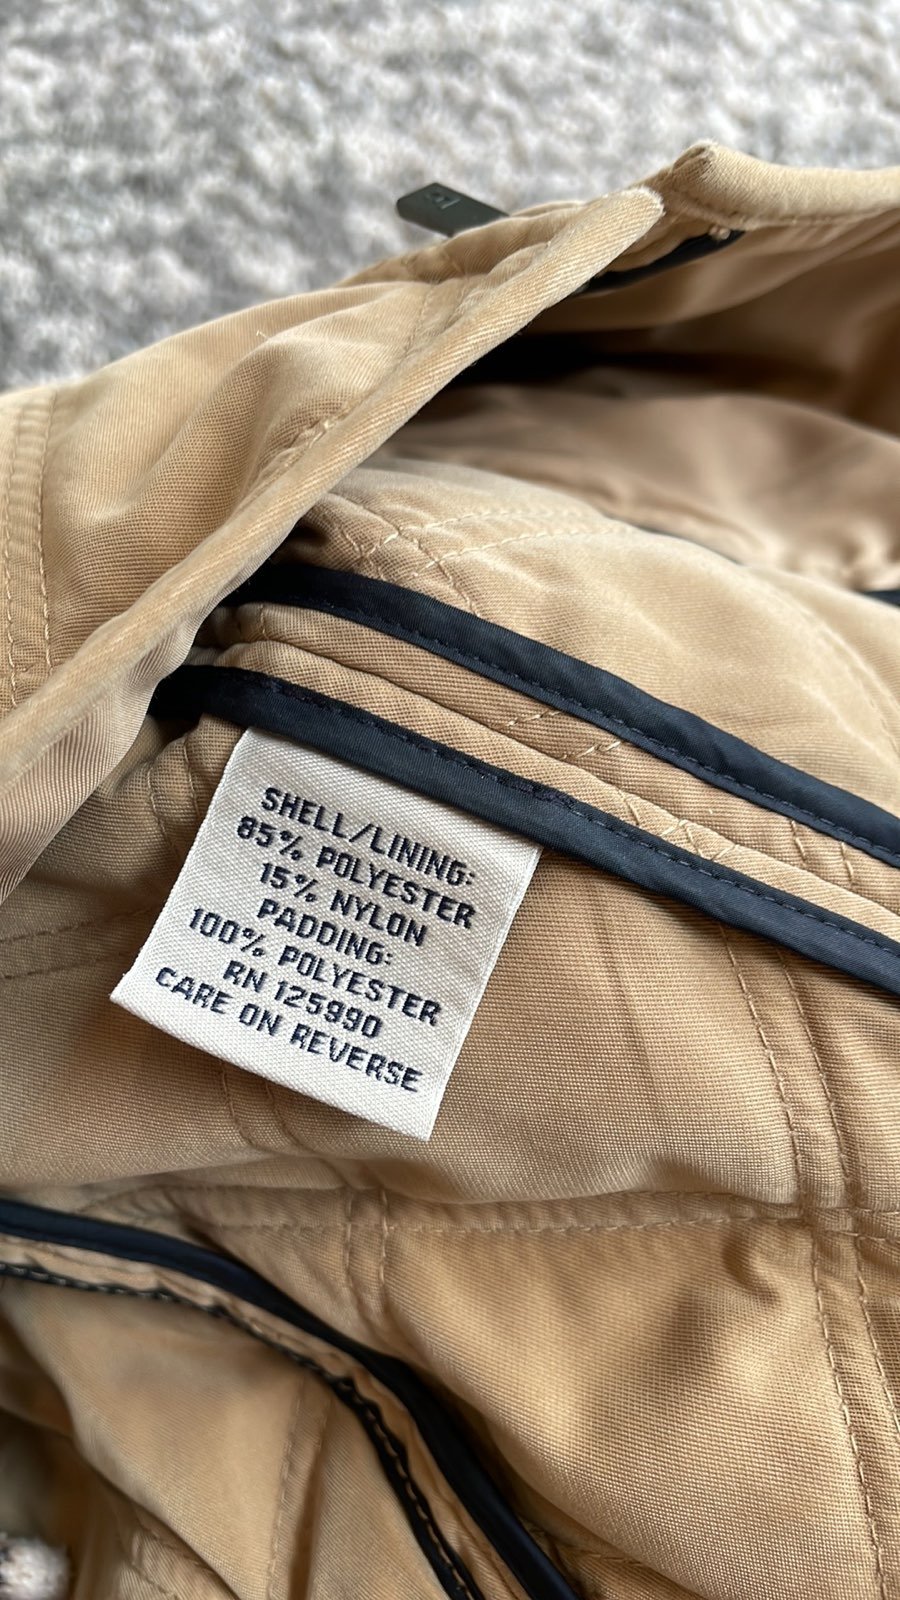 SHELL/LINING:
85% POLYESTER
15% NYLON
PADDING:
100% POLYESTER
RN 125990
CARE ON REVERSE